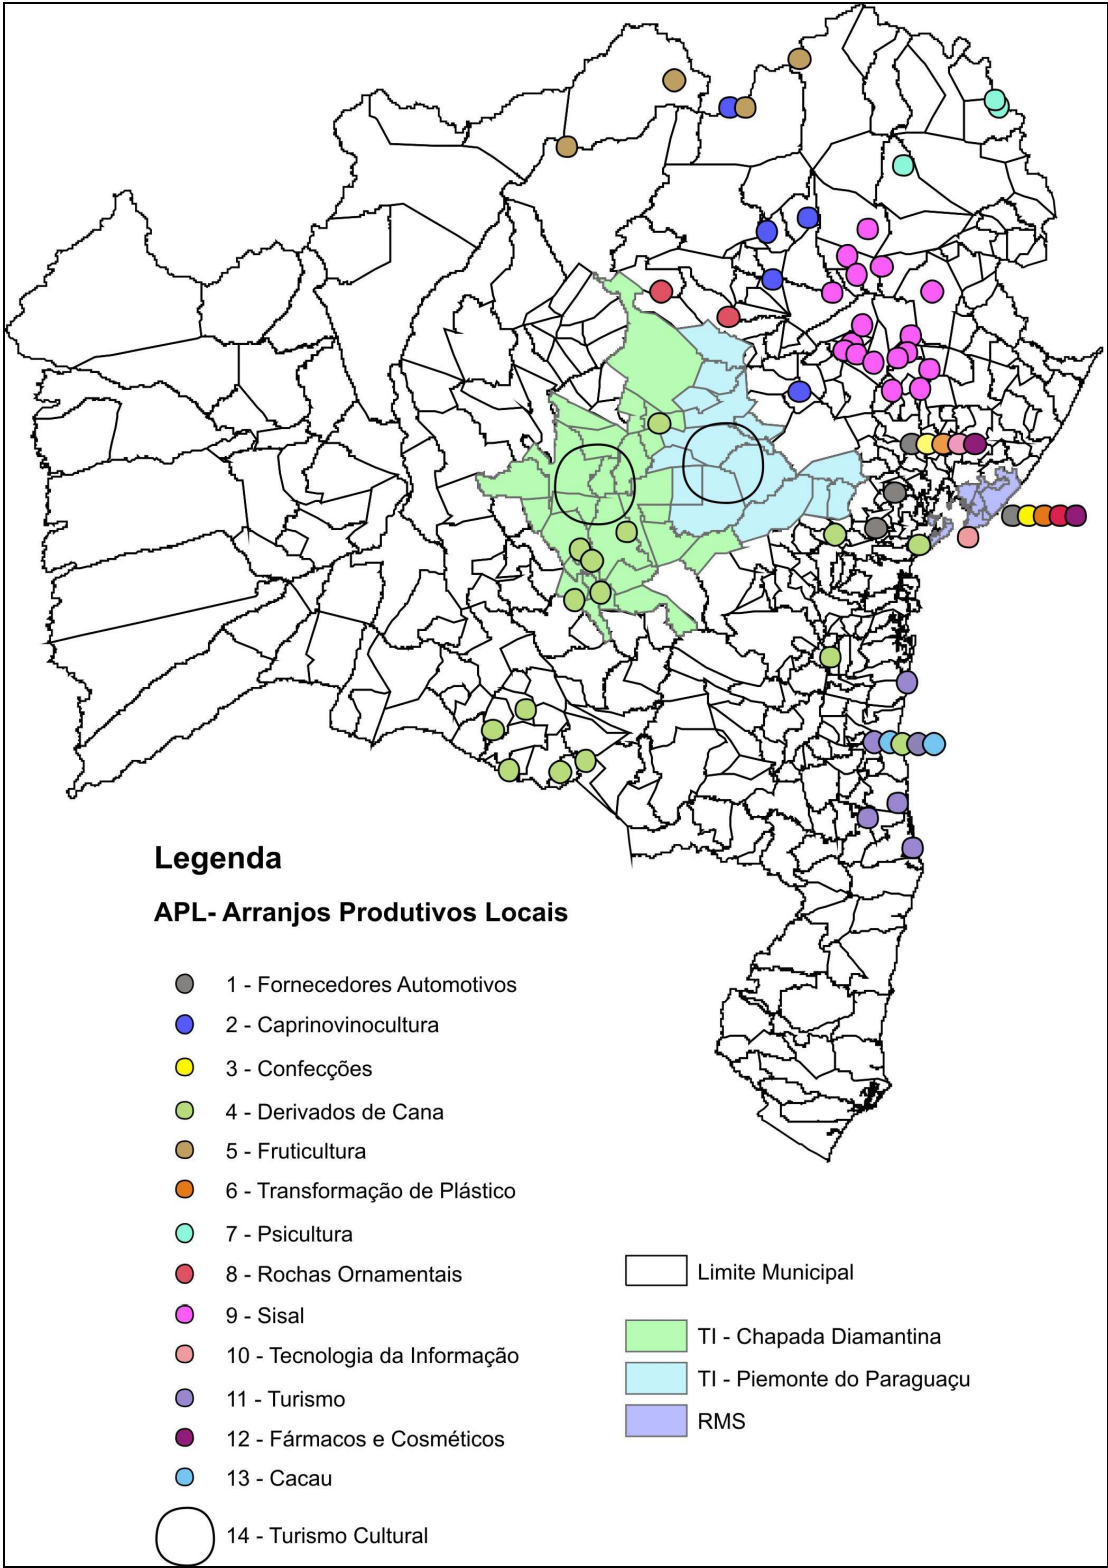 Legenda
APL- Arranjos Produtivos Locais
1 - Fornecedores Automotivos
2 - Caprinovinocultura
3 - Confecções
4 - Derivados de Cana
5 - Fruticultura
6 - Transformação de Plástico
7 - Psicultura
8 - Rochas Ornamentais
9 - Sisal
10 - Tecnologia da Informação
11 - Turismo
12 - Fármacos e Cosméticos
13 - Cacau
14 - Turismo Cultural
Limite Municipal
TI - Chapada Diamantina
TI - Piemonte do Paraguaçu
RMS